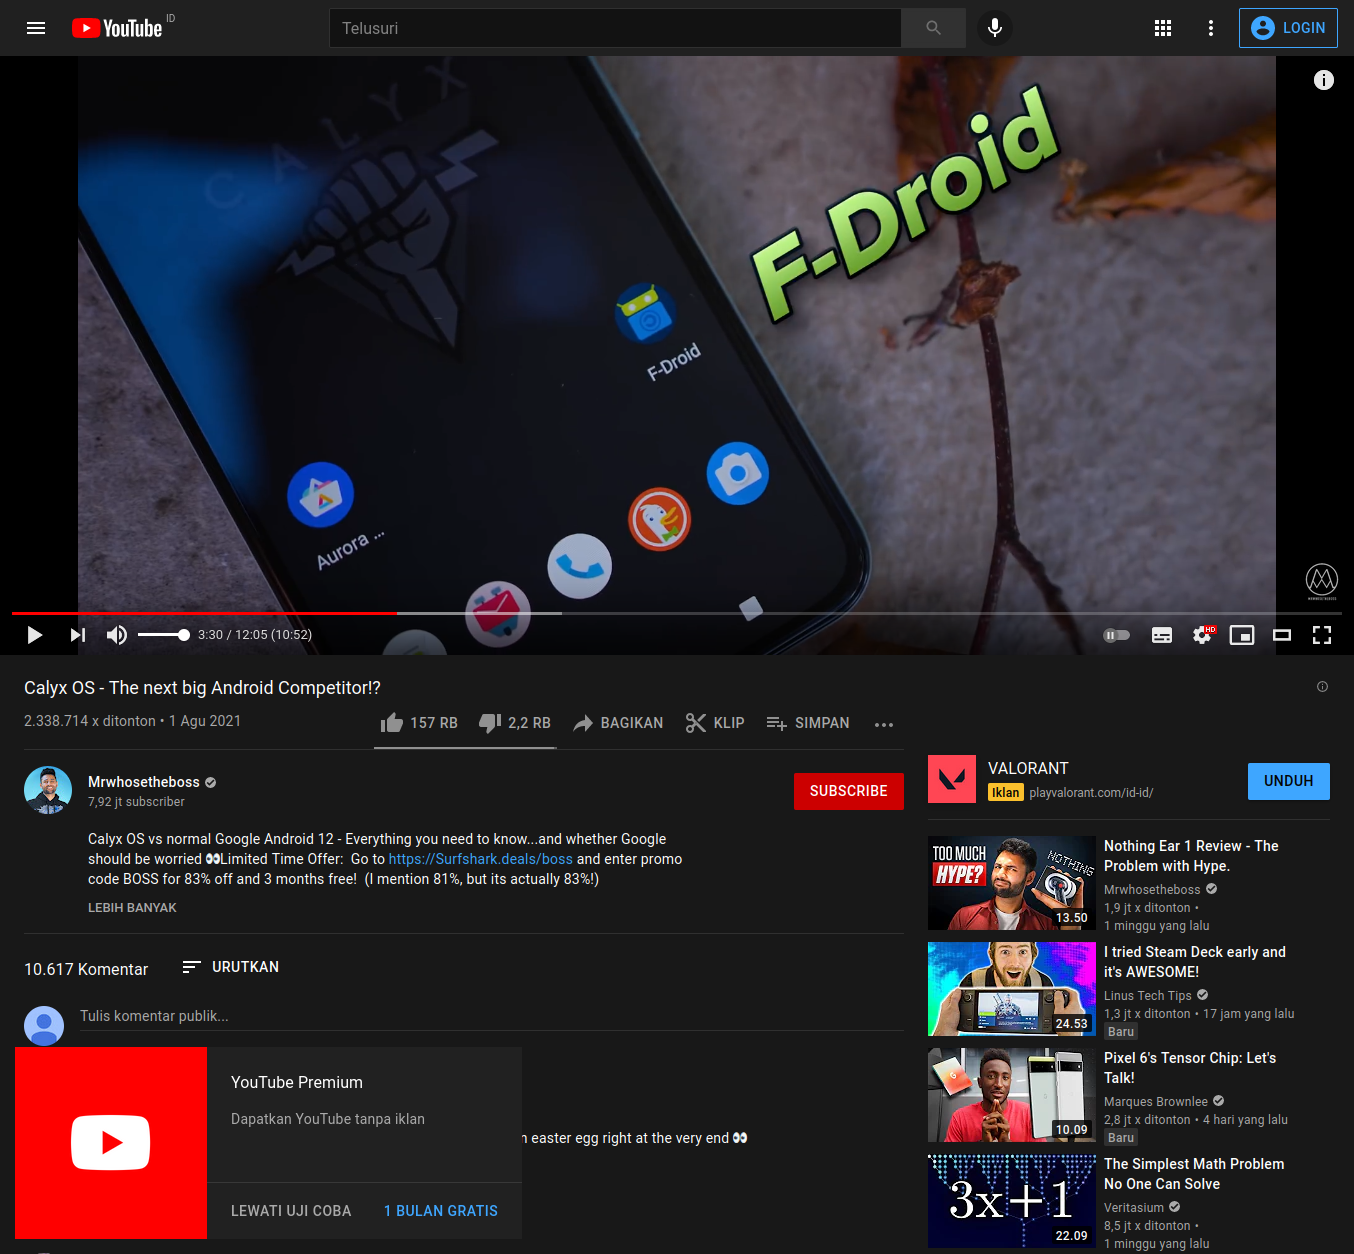 YouTube ID
Telusuri
LOGIN
CALYX
F-Droid
F-Droid
Aurora ...
3:30 / 12:05 (10:52)
HD
Calyx OS - The next big Android Competitor!?
2.338.714 x ditonton • 1 Agu 2021
157 RB
2,2 RB
BAGIKAN
KLIP
SIMPAN
Mrwhosetheboss
7,92 jt subscriber
SUBSCRIBE
Calyx OS vs normal Google Android 12 - Everything you need to know...and whether Google
should be worried 👀Limited Time Offer:  Go to https://Surfshark.deals/boss and enter promo
code BOSS for 83% off and 3 months free!  (I mention 81%, but its actually 83%!)
LEBIH BANYAK
10.617 Komentar
URUTKAN
Tulis komentar publik...
YouTube Premium
Dapatkan YouTube tanpa iklan
easter egg right at the very end 👀
LEWATI UJI COBA
1 BULAN GRATIS
VALORANT
Iklan playvalorant.com/id-id/
UNDUH
TOO MUCH
HYPE?
NOTHING
13.50
Nothing Ear 1 Review - The
Problem with Hype.
Mrwhosetheboss
1,9 jt x ditonton •
1 minggu yang lalu
24.53
I tried Steam Deck early and
it's AWESOME!
Linus Tech Tips
1,3 jt x ditonton • 17 jam yang lalu
Baru
10.09
Pixel 6's Tensor Chip: Let's
Talk!
Marques Brownlee
2,8 jt x ditonton • 4 hari yang lalu
Baru
3x+1
22.09
The Simplest Math Problem
No One Can Solve
Veritasium
8,5 jt x ditonton •
1 minggu yang lalu